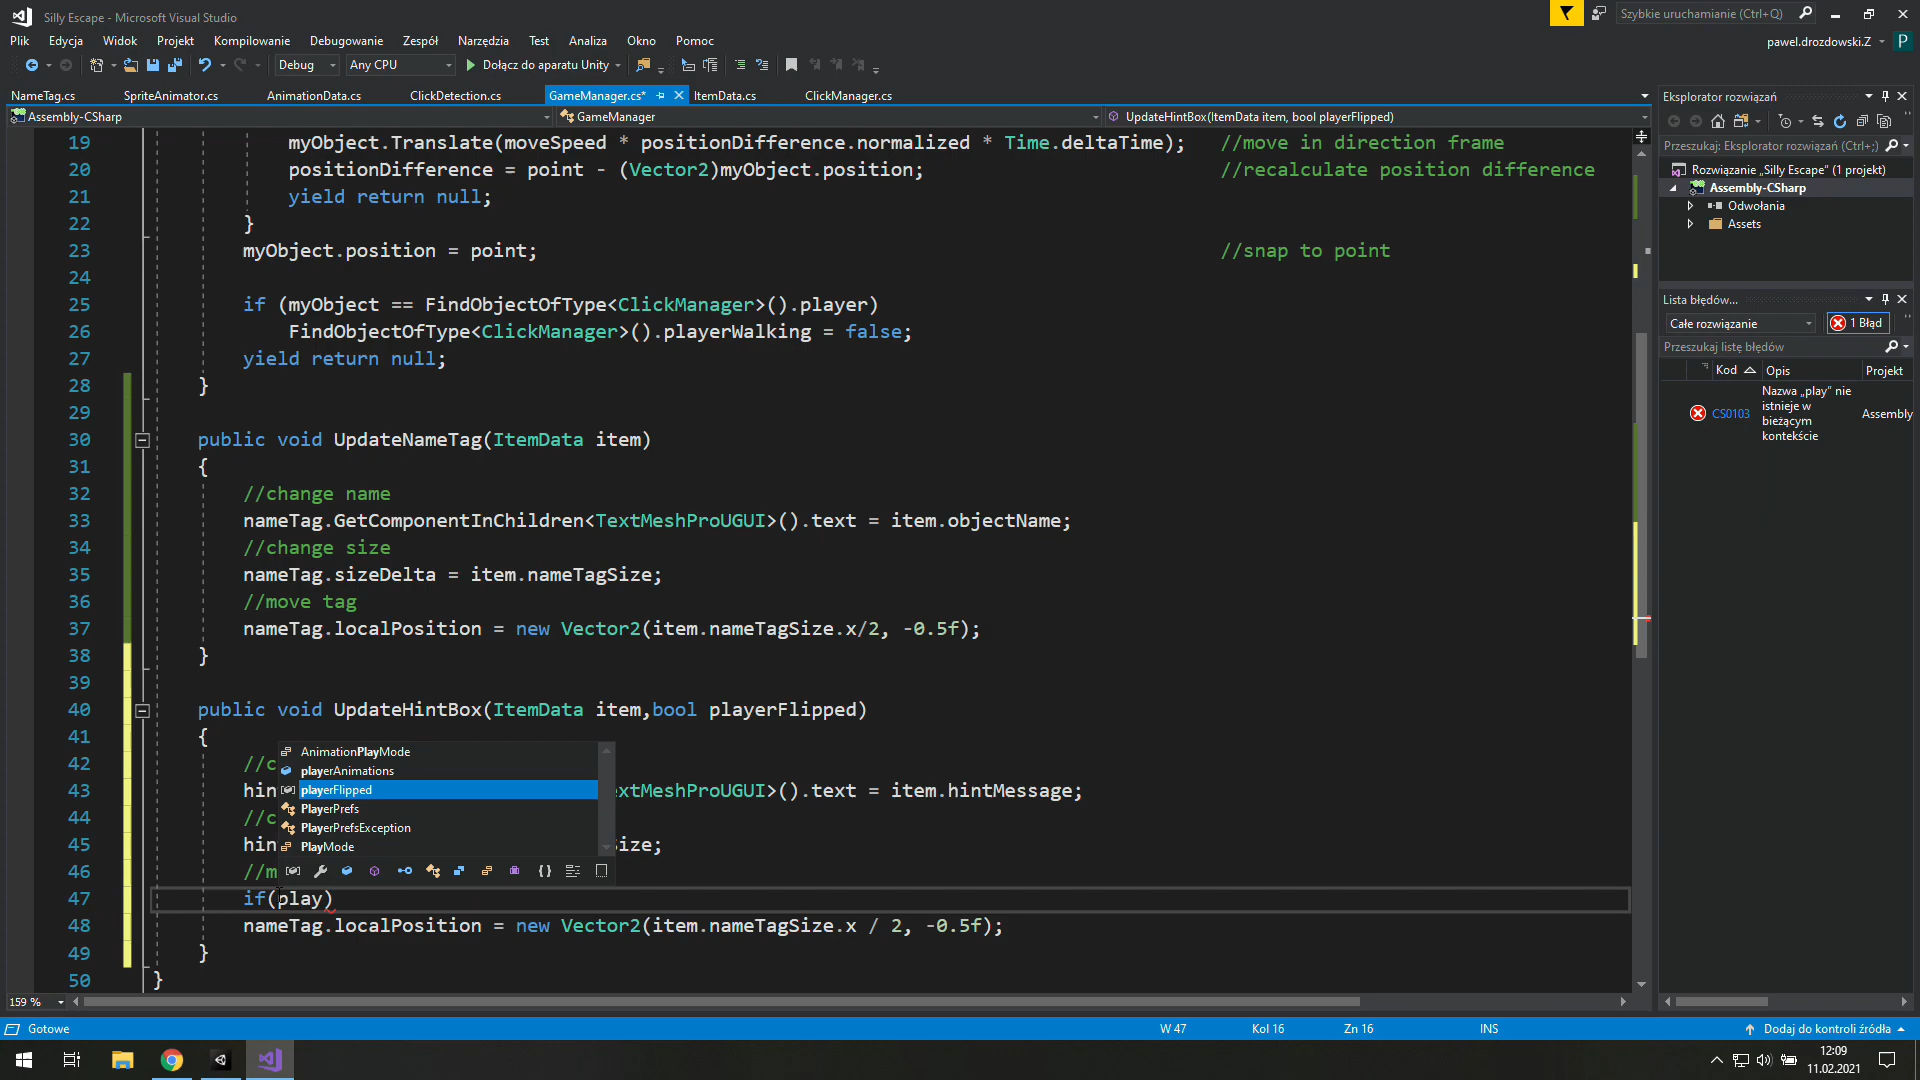 Silly Escape - Microsoft Visual Studio
Szybkie uruchamianie (Ctrl+Q)
Plik Edycja Widok Projekt Kompilowanie Debugowanie Zespół Narzędzia Test Analiza Okno Pomoc
pawel.drozdowski.Z P
Debug Any CPU Dołącz do aparatu Unity
NameTag.cs SpriteAnimator.cs AnimationData.cs ClickDetection.cs GameManager.cs* ItemData.cs ClickManager.cs
Assembly-CSharp GameManager UpdateHintBox(ItemData item, bool playerFlipped)
19 myObject.Translate(moveSpeed * positionDifference.normalized * Time.deltaTime); //move in direction frame
20 positionDifference = point - (Vector2)myObject.position; //recalculate position difference
21 yield return null;
22 }
23 myObject.position = point; //snap to point
24
25 if (myObject == FindObjectOfType<ClickManager>().player)
26 FindObjectOfType<ClickManager>().playerWalking = false;
27 yield return null;
28 }
29
30 public void UpdateNameTag(ItemData item)
31 {
32 //change name
33 nameTag.GetComponentInChildren<TextMeshProUGUI>().text = item.objectName;
34 //change size
35 nameTag.sizeDelta = item.nameTagSize;
36 //move tag
37 nameTag.localPosition = new Vector2(item.nameTagSize.x/2, -0.5f);
38 }
39
40 public void UpdateHintBox(ItemData item,bool playerFlipped)
41 {
42 //c
43 hin extMeshProUGUI>().text = item.hintMessage;
44 //c
45 hin ize;
46 //m
47 if(play)
48 nameTag.localPosition = new Vector2(item.nameTagSize.x / 2, -0.5f);
49 }
50 }
AnimationPlayMode
playerAnimations
playerFlipped
PlayerPrefs
PlayerPrefsException
PlayMode
159 %
Eksplorator rozwiązań
Przeszukaj: Eksplorator rozwiązań (Ctrl+;)
Rozwiązanie „Silly Escape” (1 projekt)
Assembly-CSharp
Odwołania
Assets
Lista błędów...
Całe rozwiązanie 1 Błąd
Przeszukaj listę błędów
Kod Opis Projekt
CS0103 Nazwa „play” nie istnieje w bieżącym kontekście Assembly
Gotowe W 47 Kol 16 Zn 16 INS Dodaj do kontroli źródła
12:09
11.02.2021